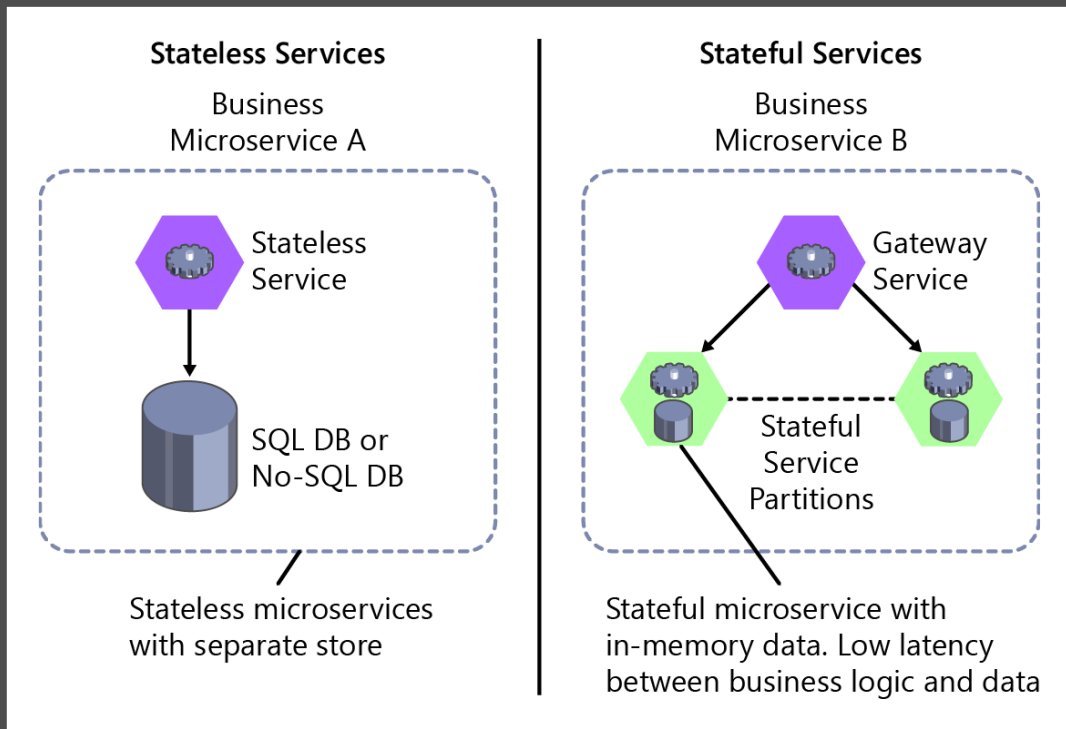 Stateless Services
Business
Microservice A
Stateless
Service
SQL DB or
No-SQL DB
Stateless microservices
with separate store
Stateful Services
Business
Microservice B
Gateway
Service
Stateful
Service
Partitions
Stateful microservice with
in-memory data. Low latency
between business logic and data